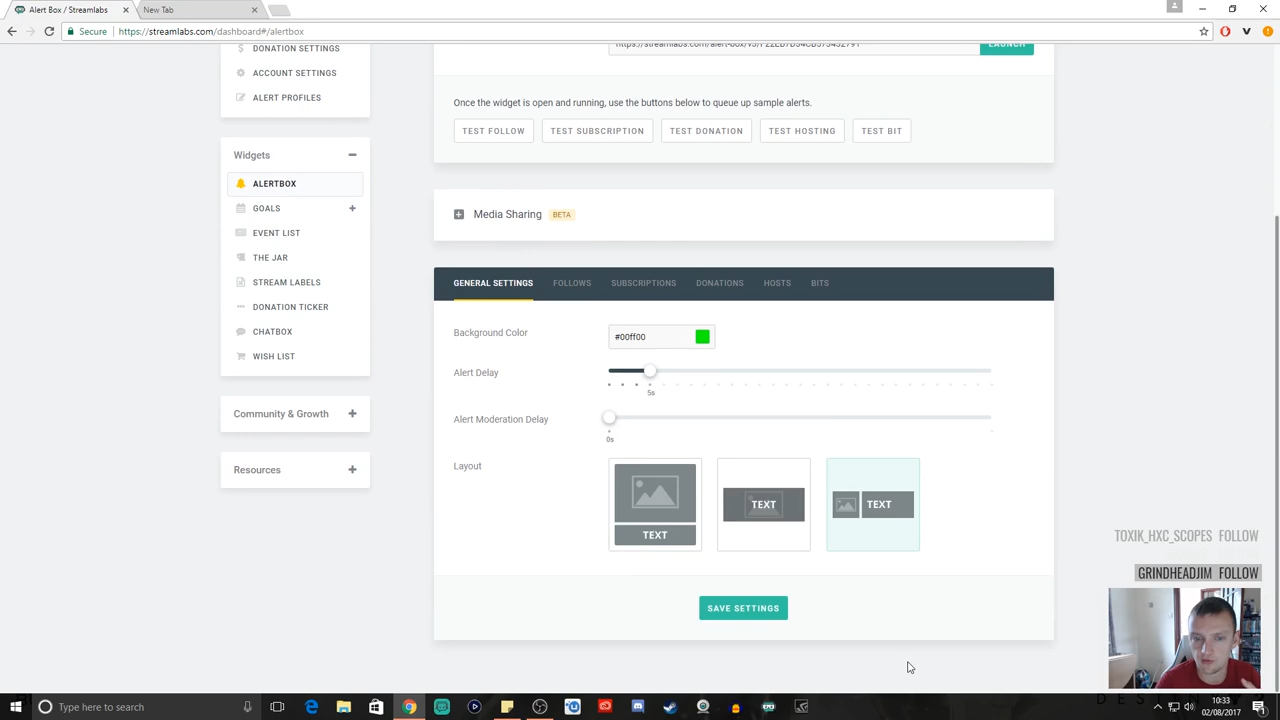 Alert Box / Streamlabs
New Tab
Secure
https://streamlabs.com/dashboard#/alertbox
DONATION SETTINGS
ACCOUNT SETTINGS
ALERT PROFILES
LAUNCH
Once the widget is open and running, use the buttons below to queue up sample alerts.
TEST FOLLOW
TEST SUBSCRIPTION
TEST DONATION
TEST HOSTING
TEST BIT
Widgets
ALERTBOX
GOALS
EVENT LIST
THE JAR
STREAM LABELS
DONATION TICKER
CHATBOX
WISH LIST
Community & Growth
Resources
Media Sharing BETA
GENERAL SETTINGS
FOLLOWS
SUBSCRIPTIONS
DONATIONS
HOSTS
BITS
Background Color
#00ff00
Alert Delay
5s
Alert Moderation Delay
0s
Layout
TEXT
TEXT
TEXT
SAVE SETTINGS
TOXIK_HXC_SCOPES FOLLOW
GRINDHEADJIM FOLLOW
Type here to search
10:33
02/08/2017